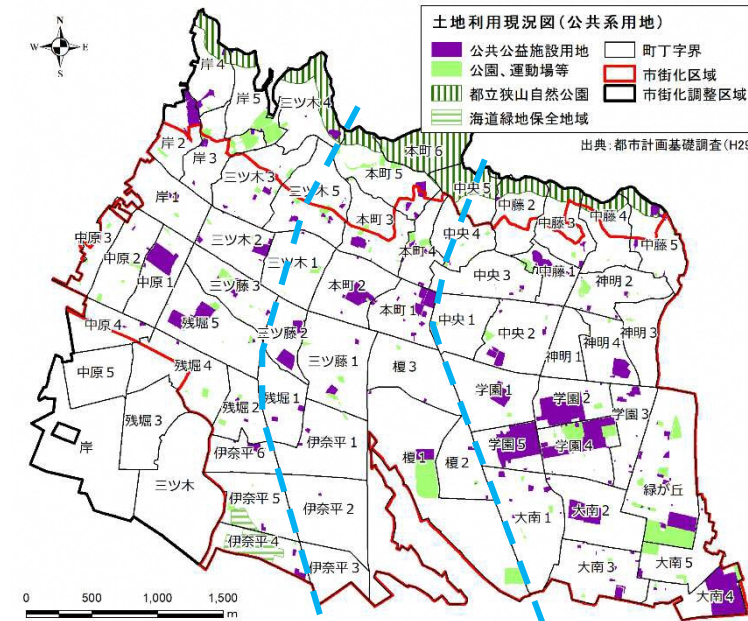 土地利用現況図(公共系用地)
公共公益施設用地
町丁字界
公園、運動場等
市街化区域
都立狭山自然公園
市街化調整区域
海道緑地保全地域
出典:都市計画基礎調査(H29
N
W
E
S
岸4
岸5
三ツ木4
岸2
岸3
本町6
本町5
三ツ木3
三ツ木5
中央5
中藤2
中藤3
中藤4
中藤5
岸1
本町3
中央4
本町4
中原3
三ツ木2
三ツ木1
中央3
中藤1
神明2
中原2
中原1
三ツ藤3
本町2
本町1
中央1
中央2
神明3
神明4
神明1
中原4
残堀5
三ツ藤2
三ツ藤1
榎3
中原5
残堀4
学園1
残堀2
残堀1
学園2
学園3
残堀3
岸
伊奈平6
伊奈平1
学園5
学園4
榎1
榎2
三ツ木
伊奈平5
伊奈平2
緑が丘
大南2
大南1
伊奈平4
伊奈平3
大南3
大南5
大南4
0 500 1,000 1,500
m